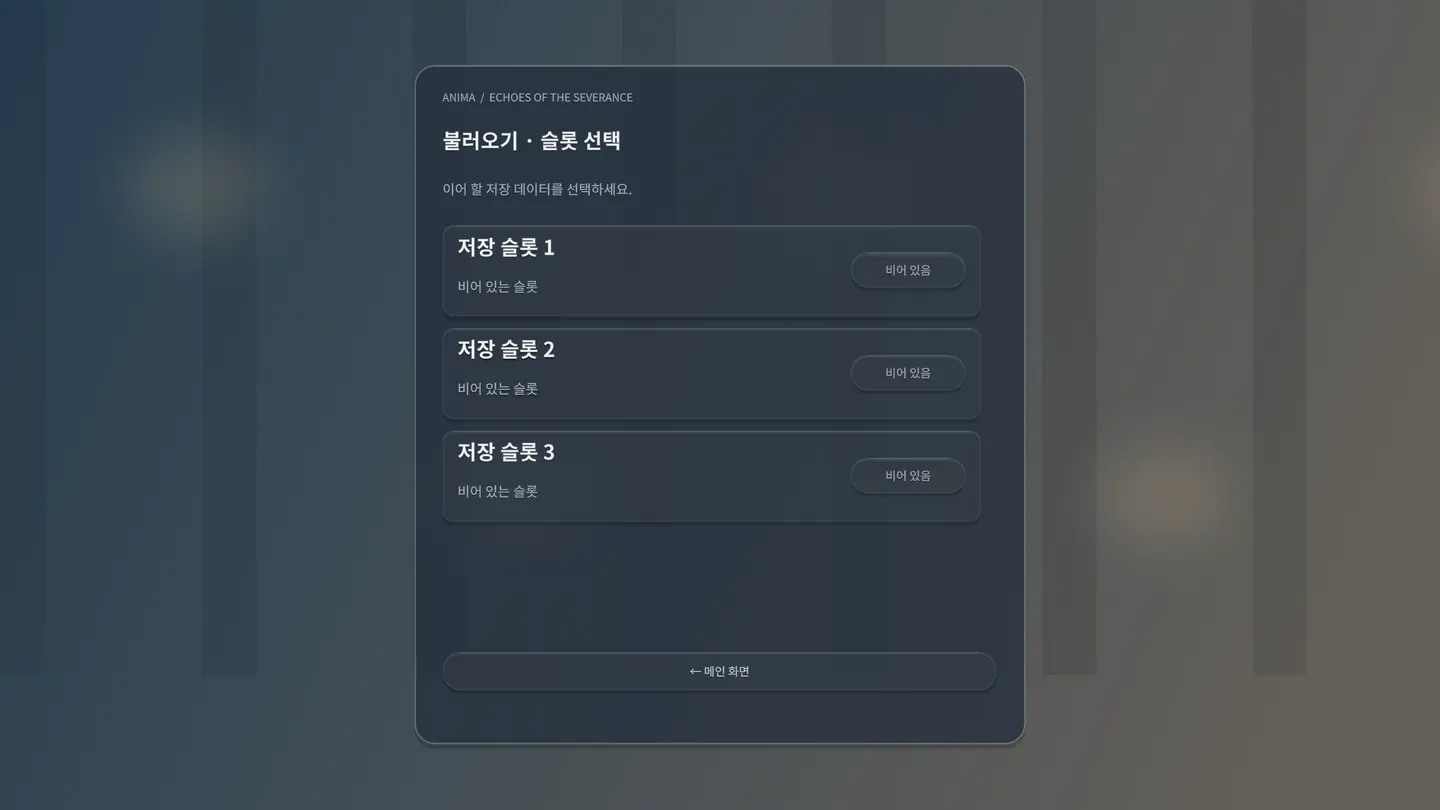 ANIMA / ECHOES OF THE SEVERANCE
불러오기 · 슬롯 선택
이어 할 저장 데이터를 선택하세요.
저장 슬롯 1
비어 있는 슬롯
비어 있음
저장 슬롯 2
비어 있는 슬롯
비어 있음
저장 슬롯 3
비어 있는 슬롯
비어 있음
← 메인 화면